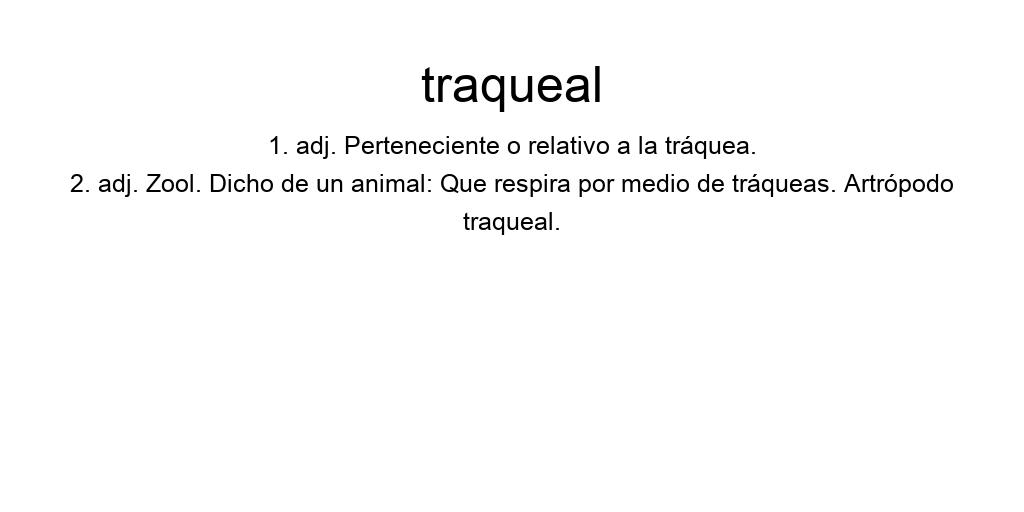 traqueal
1. adj. Perteneciente o relativo a la tráquea.
2. adj. Zool. Dicho de un animal: Que respira por medio de tráqueas. Artrópodo
traqueal.